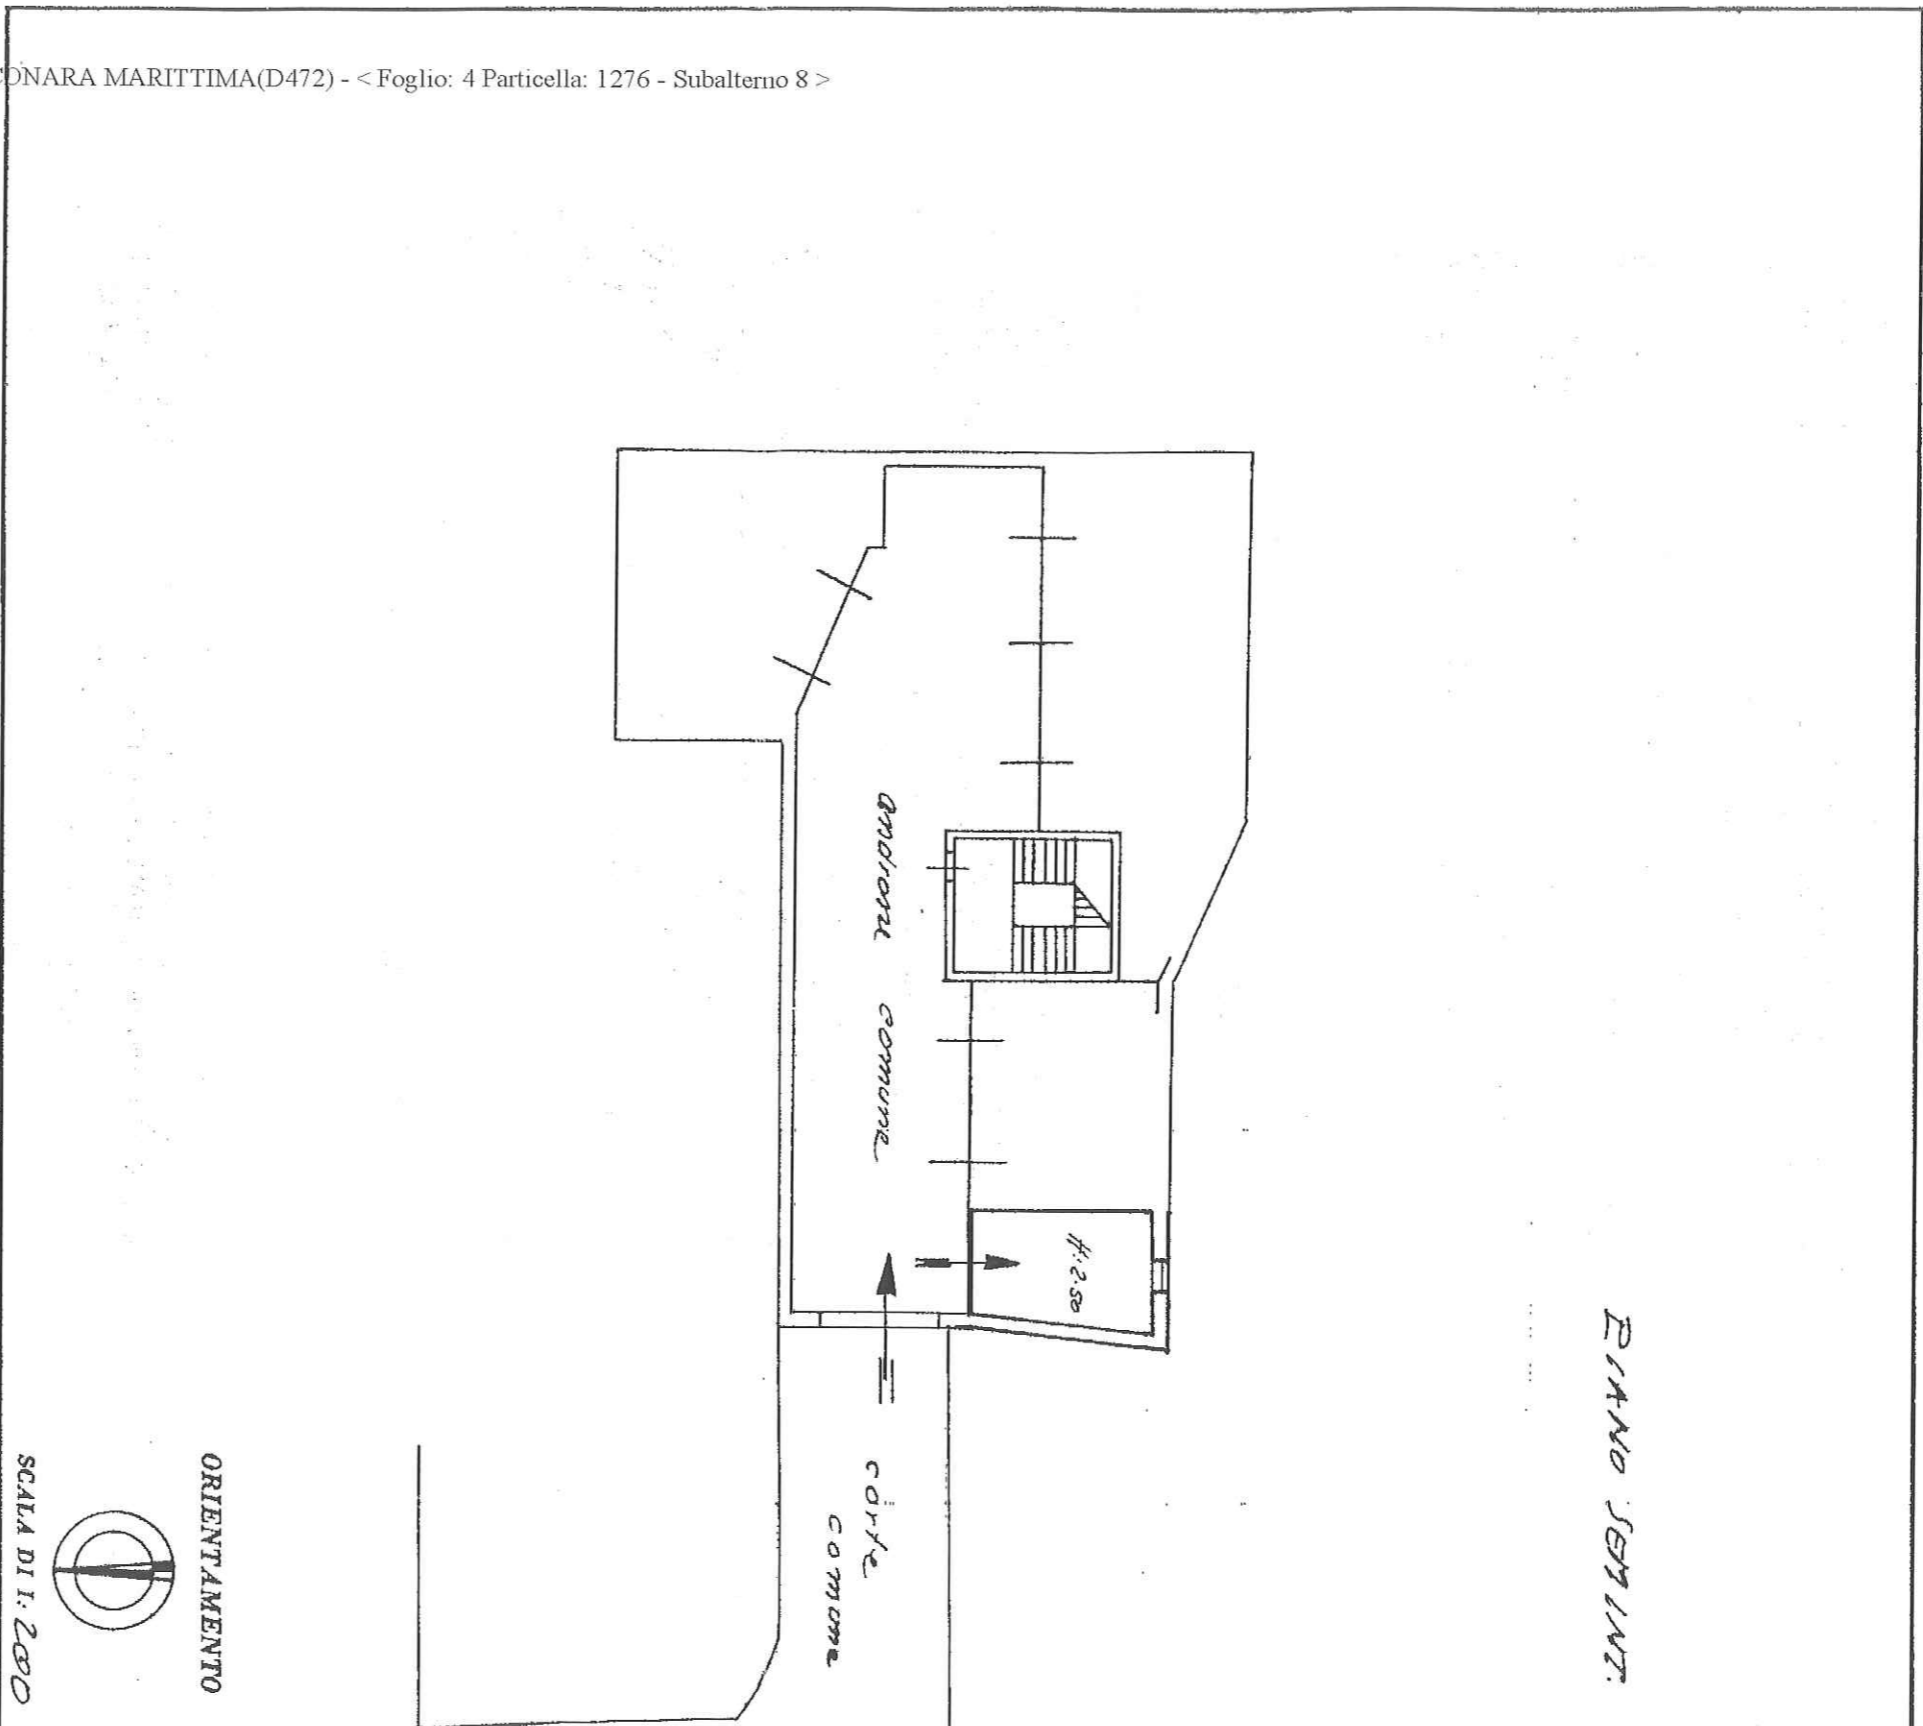 ONARA MARITTIMA(D472) - < Foglio: 4 Particella: 1276 - Subalterno 8 >
androne comune
H:2.50
PIANO SEMINT.
corte
comune
ORIENTAMENTO
SCALA DI 1:200